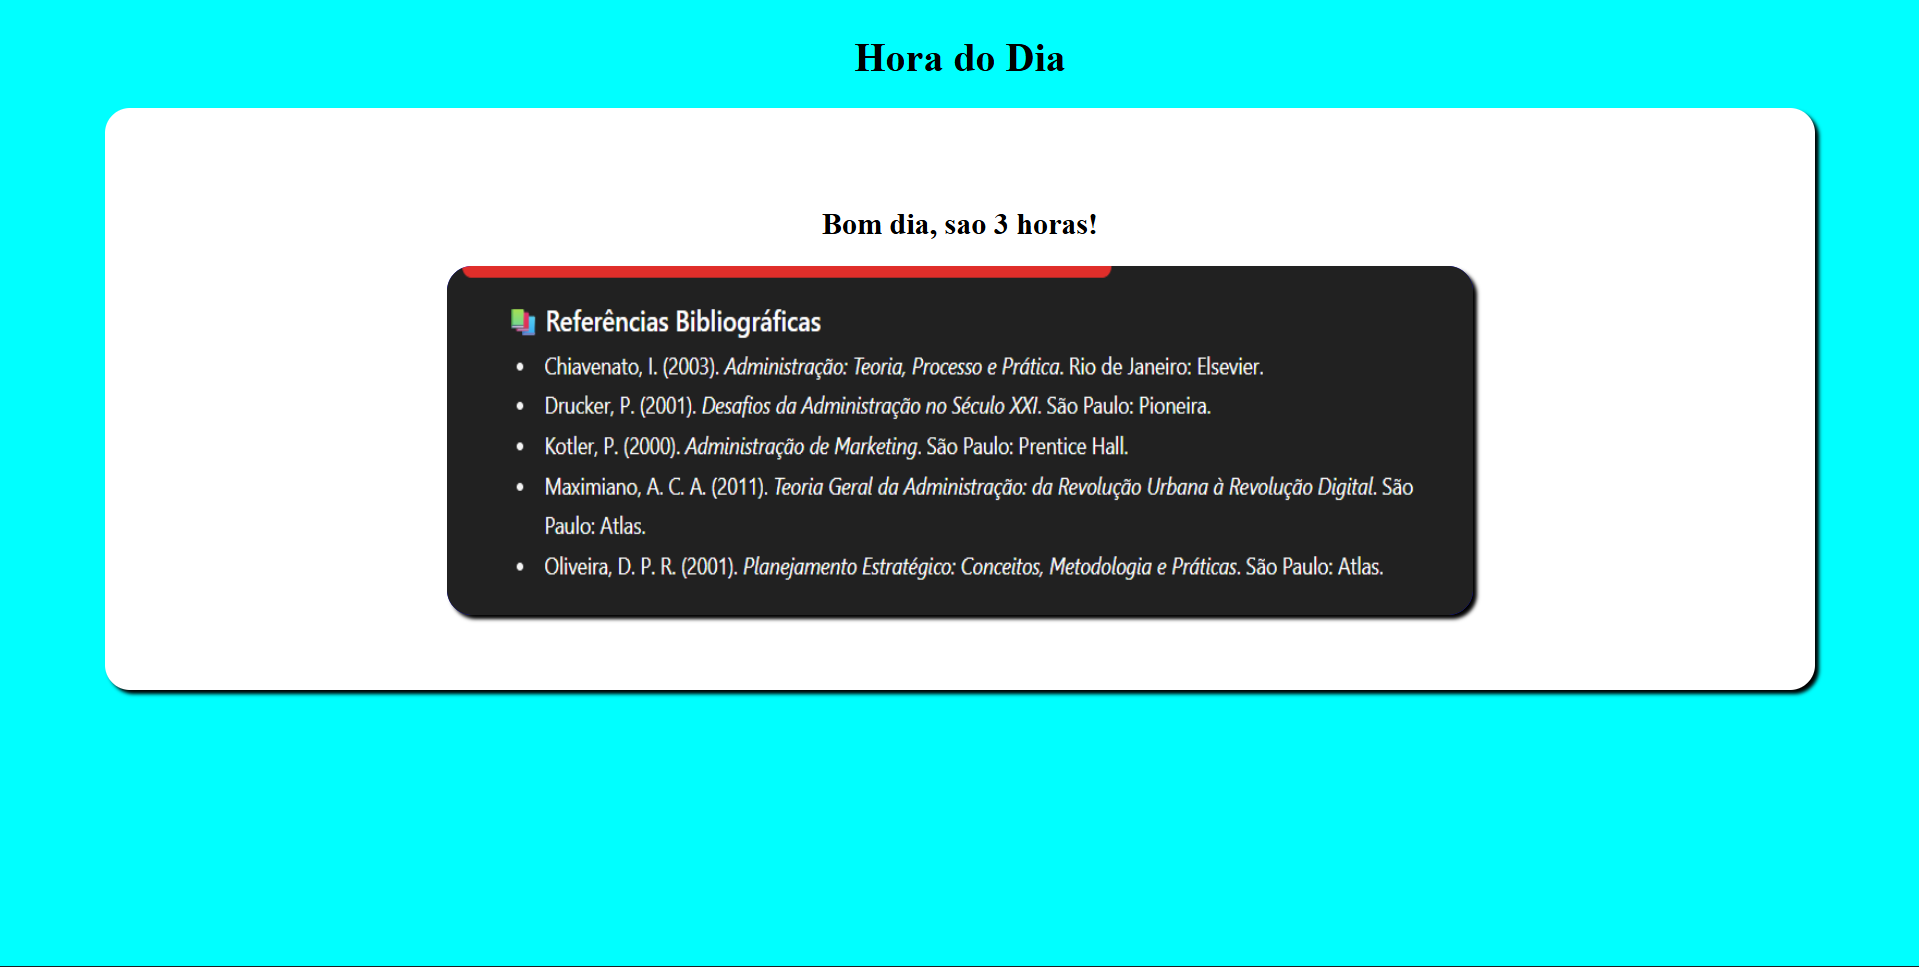 Hora do Dia
Bom dia, sao 3 horas!
📚 Referências Bibliográficas
• Chiavenato, I. (2003). Administração: Teoria, Processo e Prática. Rio de Janeiro: Elsevier.
• Drucker, P. (2001). Desafios da Administração no Século XXI. São Paulo: Pioneira.
• Kotler, P. (2000). Administração de Marketing. São Paulo: Prentice Hall.
• Maximiano, A. C. A. (2011). Teoria Geral da Administração: da Revolução Urbana à Revolução Digital. São
Paulo: Atlas.
• Oliveira, D. P. R. (2001). Planejamento Estratégico: Conceitos, Metodologia e Práticas. São Paulo: Atlas.